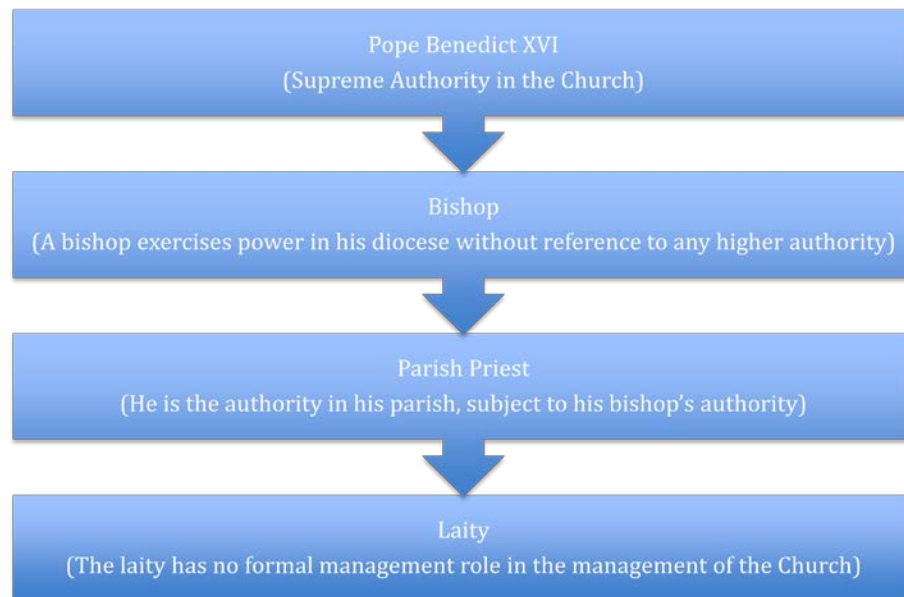 Pope Benedict XVI
(Supreme Authority in the Church)
Bishop
(A bishop exercises power in his diocese without reference to any higher authority)
Parish Priest
(He is the authority in his parish, subject to his bishop’s authority)
Laity
(The laity has no formal management role in the management of the Church)